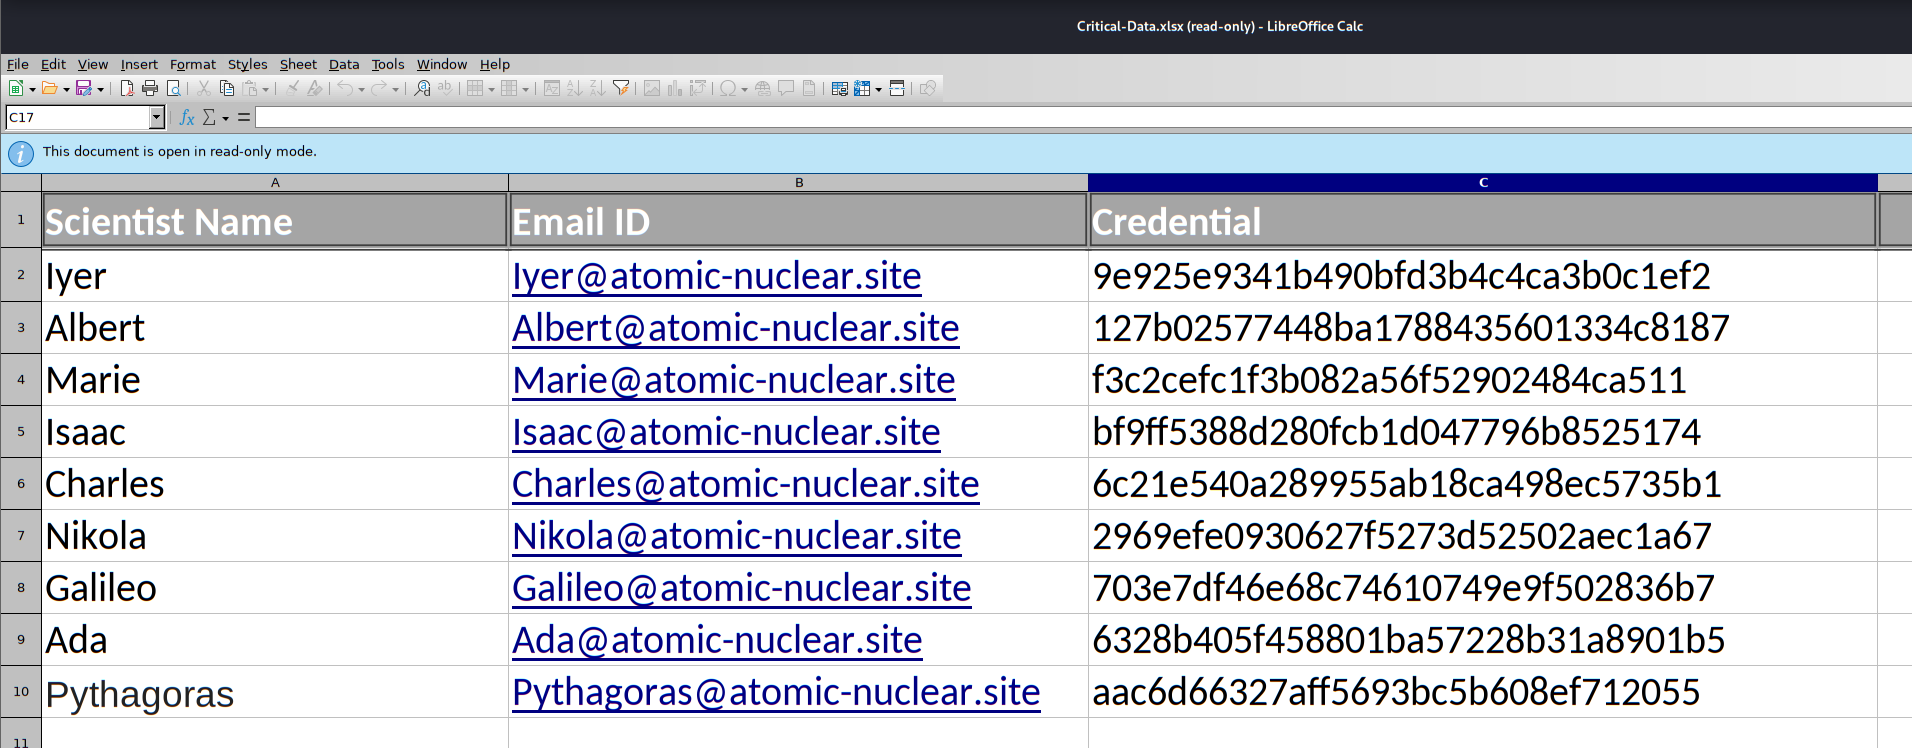 Critical-Data.xlsx (read-only) - LibreOffice Calc
File Edit View Insert Format Styles Sheet Data Tools Window Help
C17
This document is open in read-only mode.
A B C
1 Scientist Name Email ID Credential
2 Iyer Iyer@atomic-nuclear.site 9e925e9341b490bfd3b4c4ca3b0c1ef2
3 Albert Albert@atomic-nuclear.site 127b02577448ba1788435601334c8187
4 Marie Marie@atomic-nuclear.site f3c2cefc1f3b082a56f52902484ca511
5 Isaac Isaac@atomic-nuclear.site bf9ff5388d280fcb1d047796b8525174
6 Charles Charles@atomic-nuclear.site 6c21e540a289955ab18ca498ec5735b1
7 Nikola Nikola@atomic-nuclear.site 2969efe0930627f5273d52502aec1a67
8 Galileo Galileo@atomic-nuclear.site 703e7df46e68c74610749e9f502836b7
9 Ada Ada@atomic-nuclear.site 6328b405f458801ba57228b31a8901b5
10 Pythagoras Pythagoras@atomic-nuclear.site aac6d66327aff5693bc5b608ef712055
11